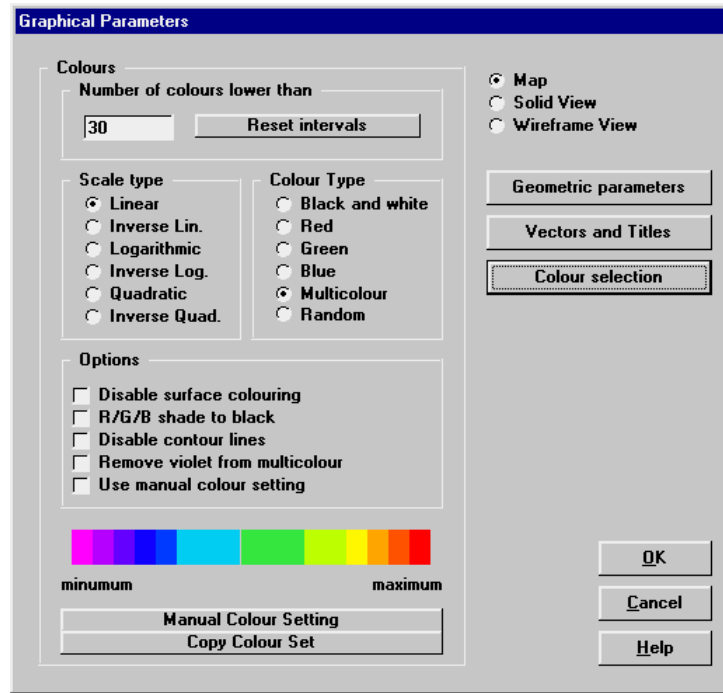 Graphical Parameters
Colours
Number of colours lower than
30
Reset intervals
Scale type
Linear
Inverse Lin.
Logarithmic
Inverse Log.
Quadratic
Inverse Quad.
Colour Type
Black and white
Red
Green
Blue
Multicolour
Random
Options
Disable surface colouring
R/G/B shade to black
Disable contour lines
Remove violet from multicolour
Use manual colour setting
minumum
maximum
Manual Colour Setting
Copy Colour Set
Map
Solid View
Wireframe View
Geometric parameters
Vectors and Titles
Colour selection
OK
Cancel
Help